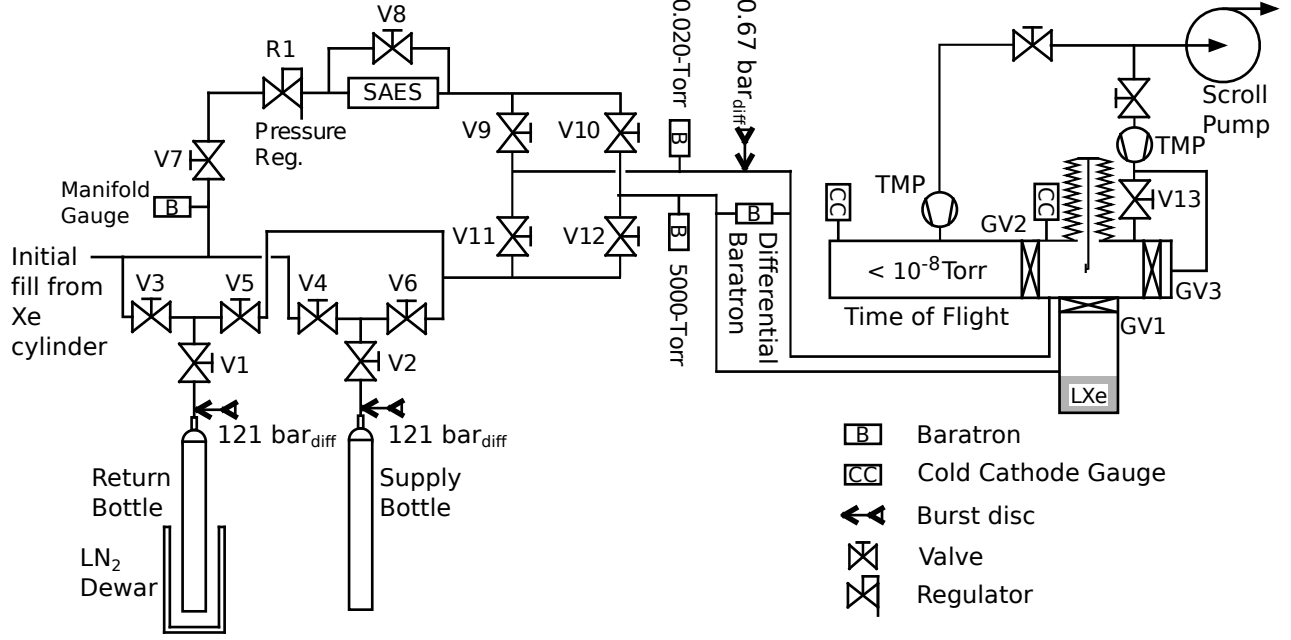 V8
R1
SAES
Pressure
Reg.
V7
V9
V10
Manifold
Gauge
B
V11
V12
Initial
fill from
Xe
cylinder
V3
V5
V4
V6
V1
V2
121 bar_diff
121 bar_diff
Return
Bottle
Supply
Bottle
LN₂
Dewar
0.020-Torr
B
0.67 bar_diff
B
5000-Torr
B
Differential
Baratron
Scroll
Pump
TMP
TMP
CC
CC
V13
GV2
< 10⁻⁸Torr
GV3
Time of Flight
GV1
LXe
B
Baratron
CC
Cold Cathode Gauge
Burst disc
Valve
Regulator